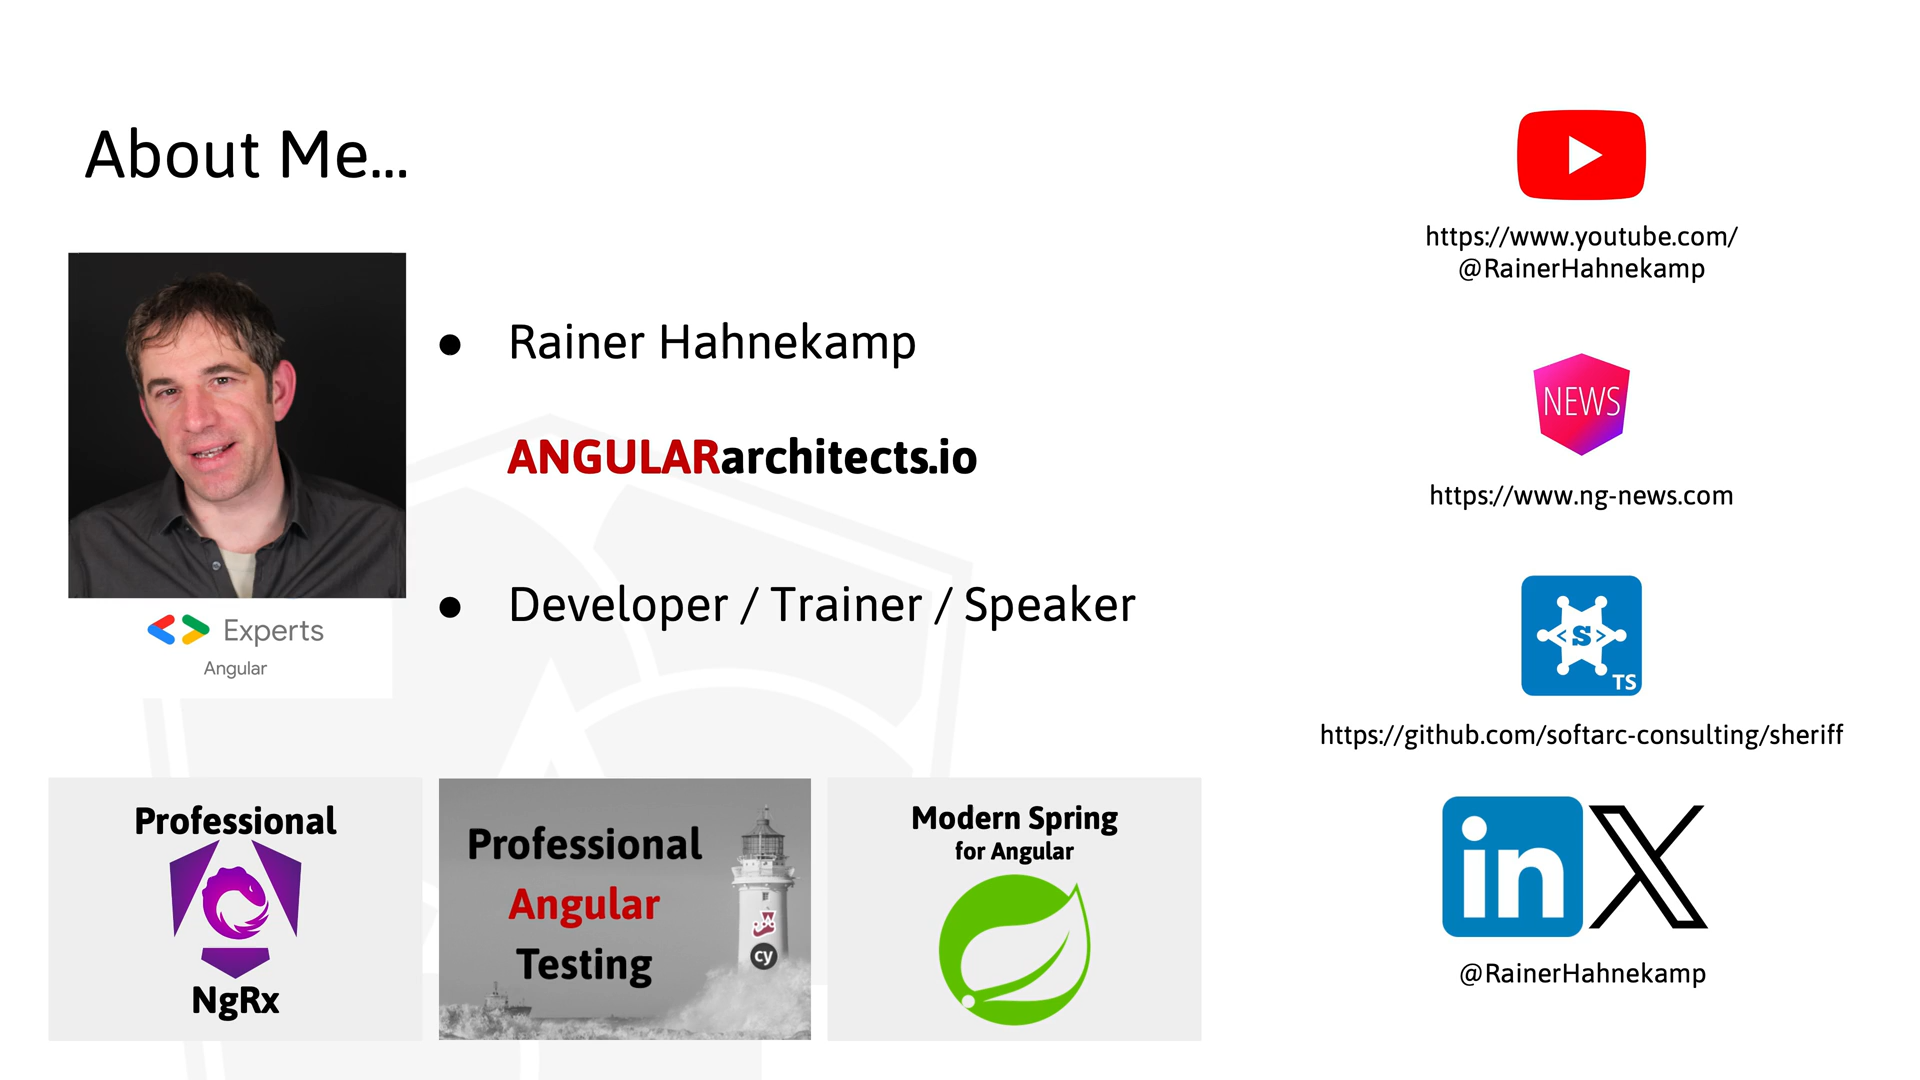 About Me...
Rainer Hahnekamp
ANGULARarchitects.io
Developer / Trainer / Speaker
Experts
Angular
Professional
NgRx
Professional
Angular
Testing
cy
Modern Spring
for Angular
https://www.youtube.com/
@RainerHahnekamp
NEWS
https://www.ng-news.com
<S>
TS
https://github.com/softarc-consulting/sheriff
in X
@RainerHahnekamp